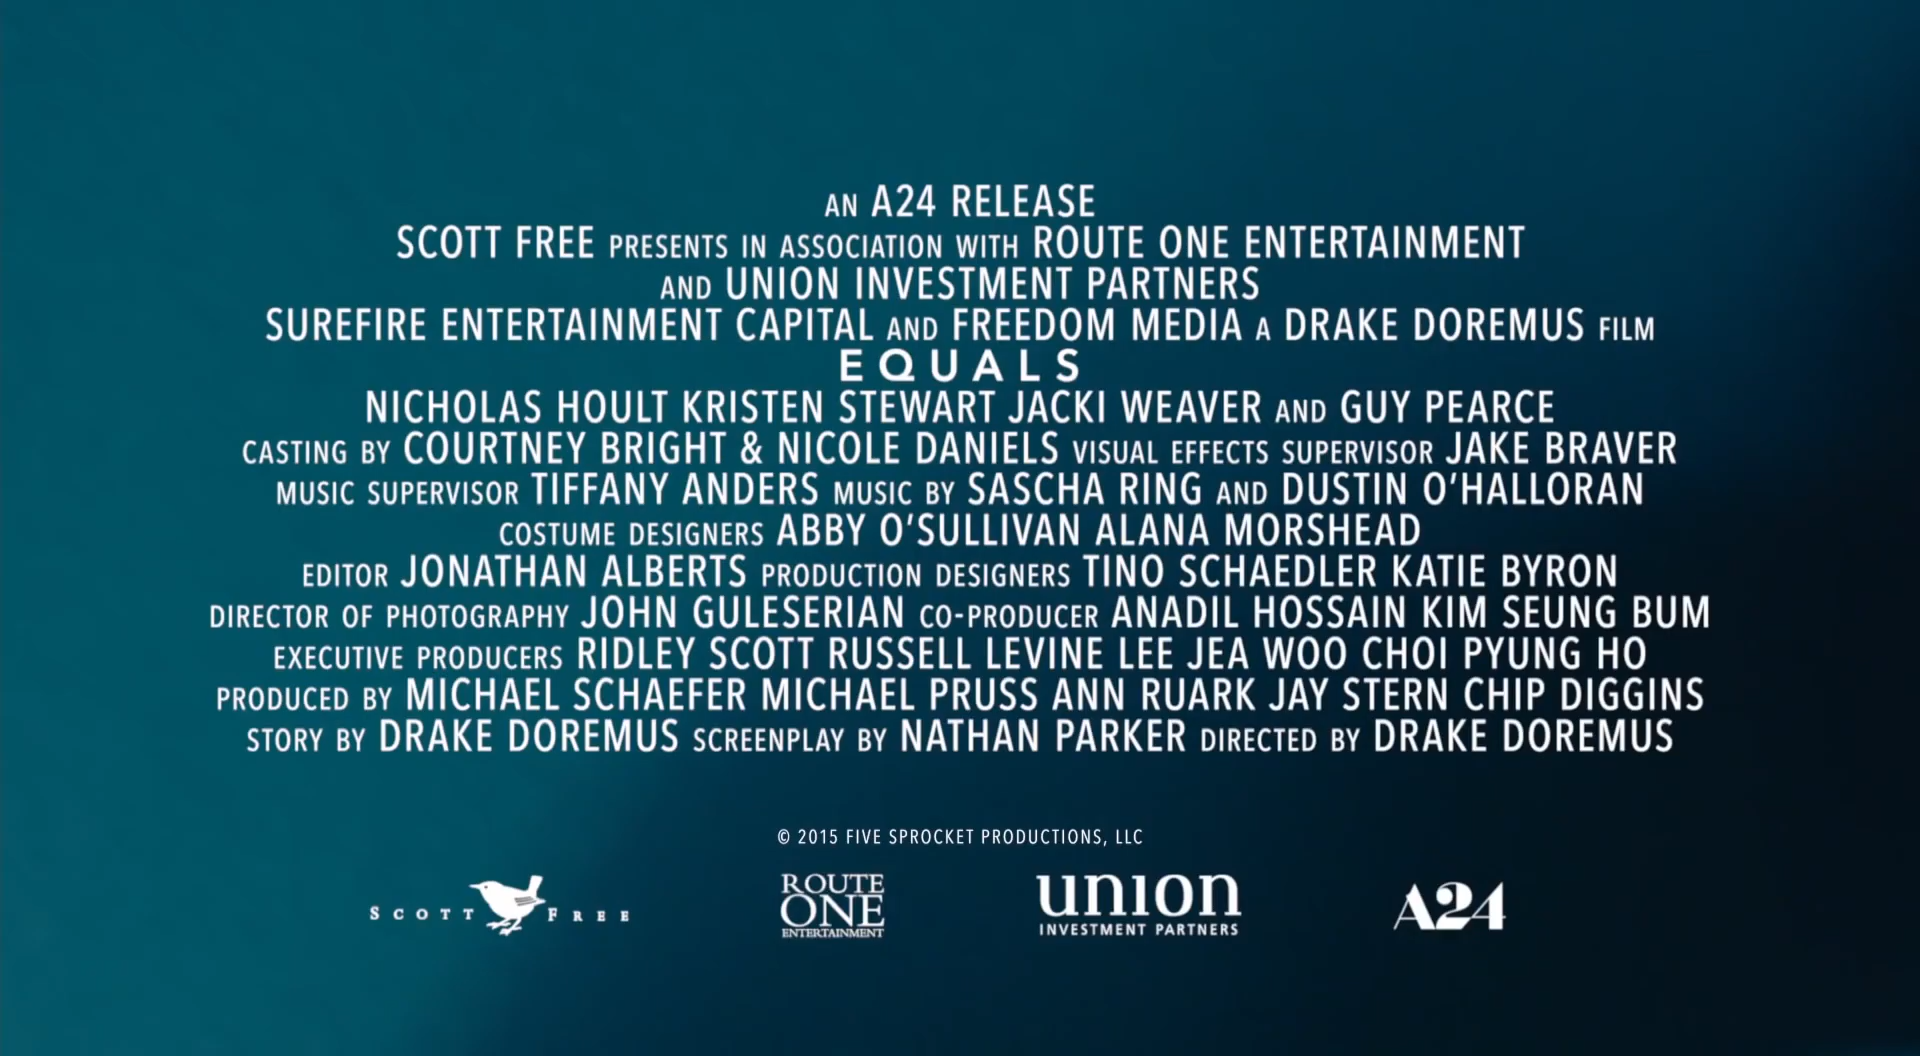 AN A24 RELEASE
SCOTT FREE PRESENTS IN ASSOCIATION WITH ROUTE ONE ENTERTAINMENT
AND UNION INVESTMENT PARTNERS
SUREFIRE ENTERTAINMENT CAPITAL AND FREEDOM MEDIA A DRAKE DOREMUS FILM
EQUALS
NICHOLAS HOULT KRISTEN STEWART JACKI WEAVER AND GUY PEARCE
CASTING BY COURTNEY BRIGHT & NICOLE DANIELS VISUAL EFFECTS SUPERVISOR JAKE BRAVER
MUSIC SUPERVISOR TIFFANY ANDERS MUSIC BY SASCHA RING AND DUSTIN O'HALLORAN
COSTUME DESIGNERS ABBY O'SULLIVAN ALANA MORSHEAD
EDITOR JONATHAN ALBERTS PRODUCTION DESIGNERS TINO SCHAEDLER KATIE BYRON
DIRECTOR OF PHOTOGRAPHY JOHN GULESERIAN CO-PRODUCER ANADIL HOSSAIN KIM SEUNG BUM
EXECUTIVE PRODUCERS RIDLEY SCOTT RUSSELL LEVINE LEE JEA WOO CHOI PYUNG HO
PRODUCED BY MICHAEL SCHAEFER MICHAEL PRUSS ANN RUARK JAY STERN CHIP DIGGINS
STORY BY DRAKE DOREMUS SCREENPLAY BY NATHAN PARKER DIRECTED BY DRAKE DOREMUS
© 2015 FIVE SPROCKET PRODUCTIONS, LLC
SCOTT FREE
ROUTE
ONE
ENTERTAINMENT
union
INVESTMENT PARTNERS
A24